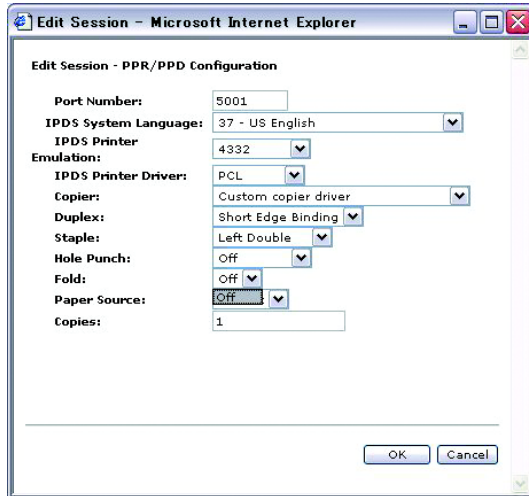 Edit Session - Microsoft Internet Explorer
Edit Session - PPR/PPD Configuration
Port Number: 5001
IPDS System Language: 37 - US English
IPDS Printer
Emulation: 4332
IPDS Printer Driver: PCL
Copier: Custom copier driver
Duplex: Short Edge Binding
Staple: Left Double
Hole Punch: Off
Fold: Off
Off
Paper Source:
Copies: 1
OK Cancel